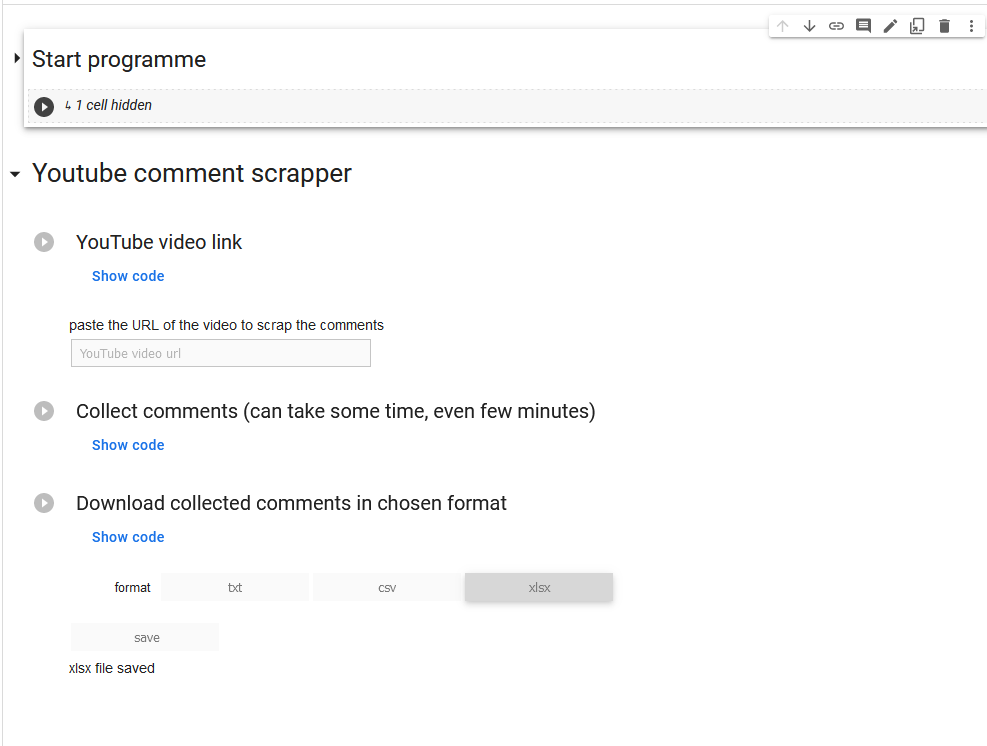 Start programme
↳ 1 cell hidden
Youtube comment scrapper
YouTube video link
Show code
paste the URL of the video to scrap the comments
YouTube video url
Collect comments (can take some time, even few minutes)
Show code
Download collected comments in chosen format
Show code
format txt csv xlsx
save
xlsx file saved